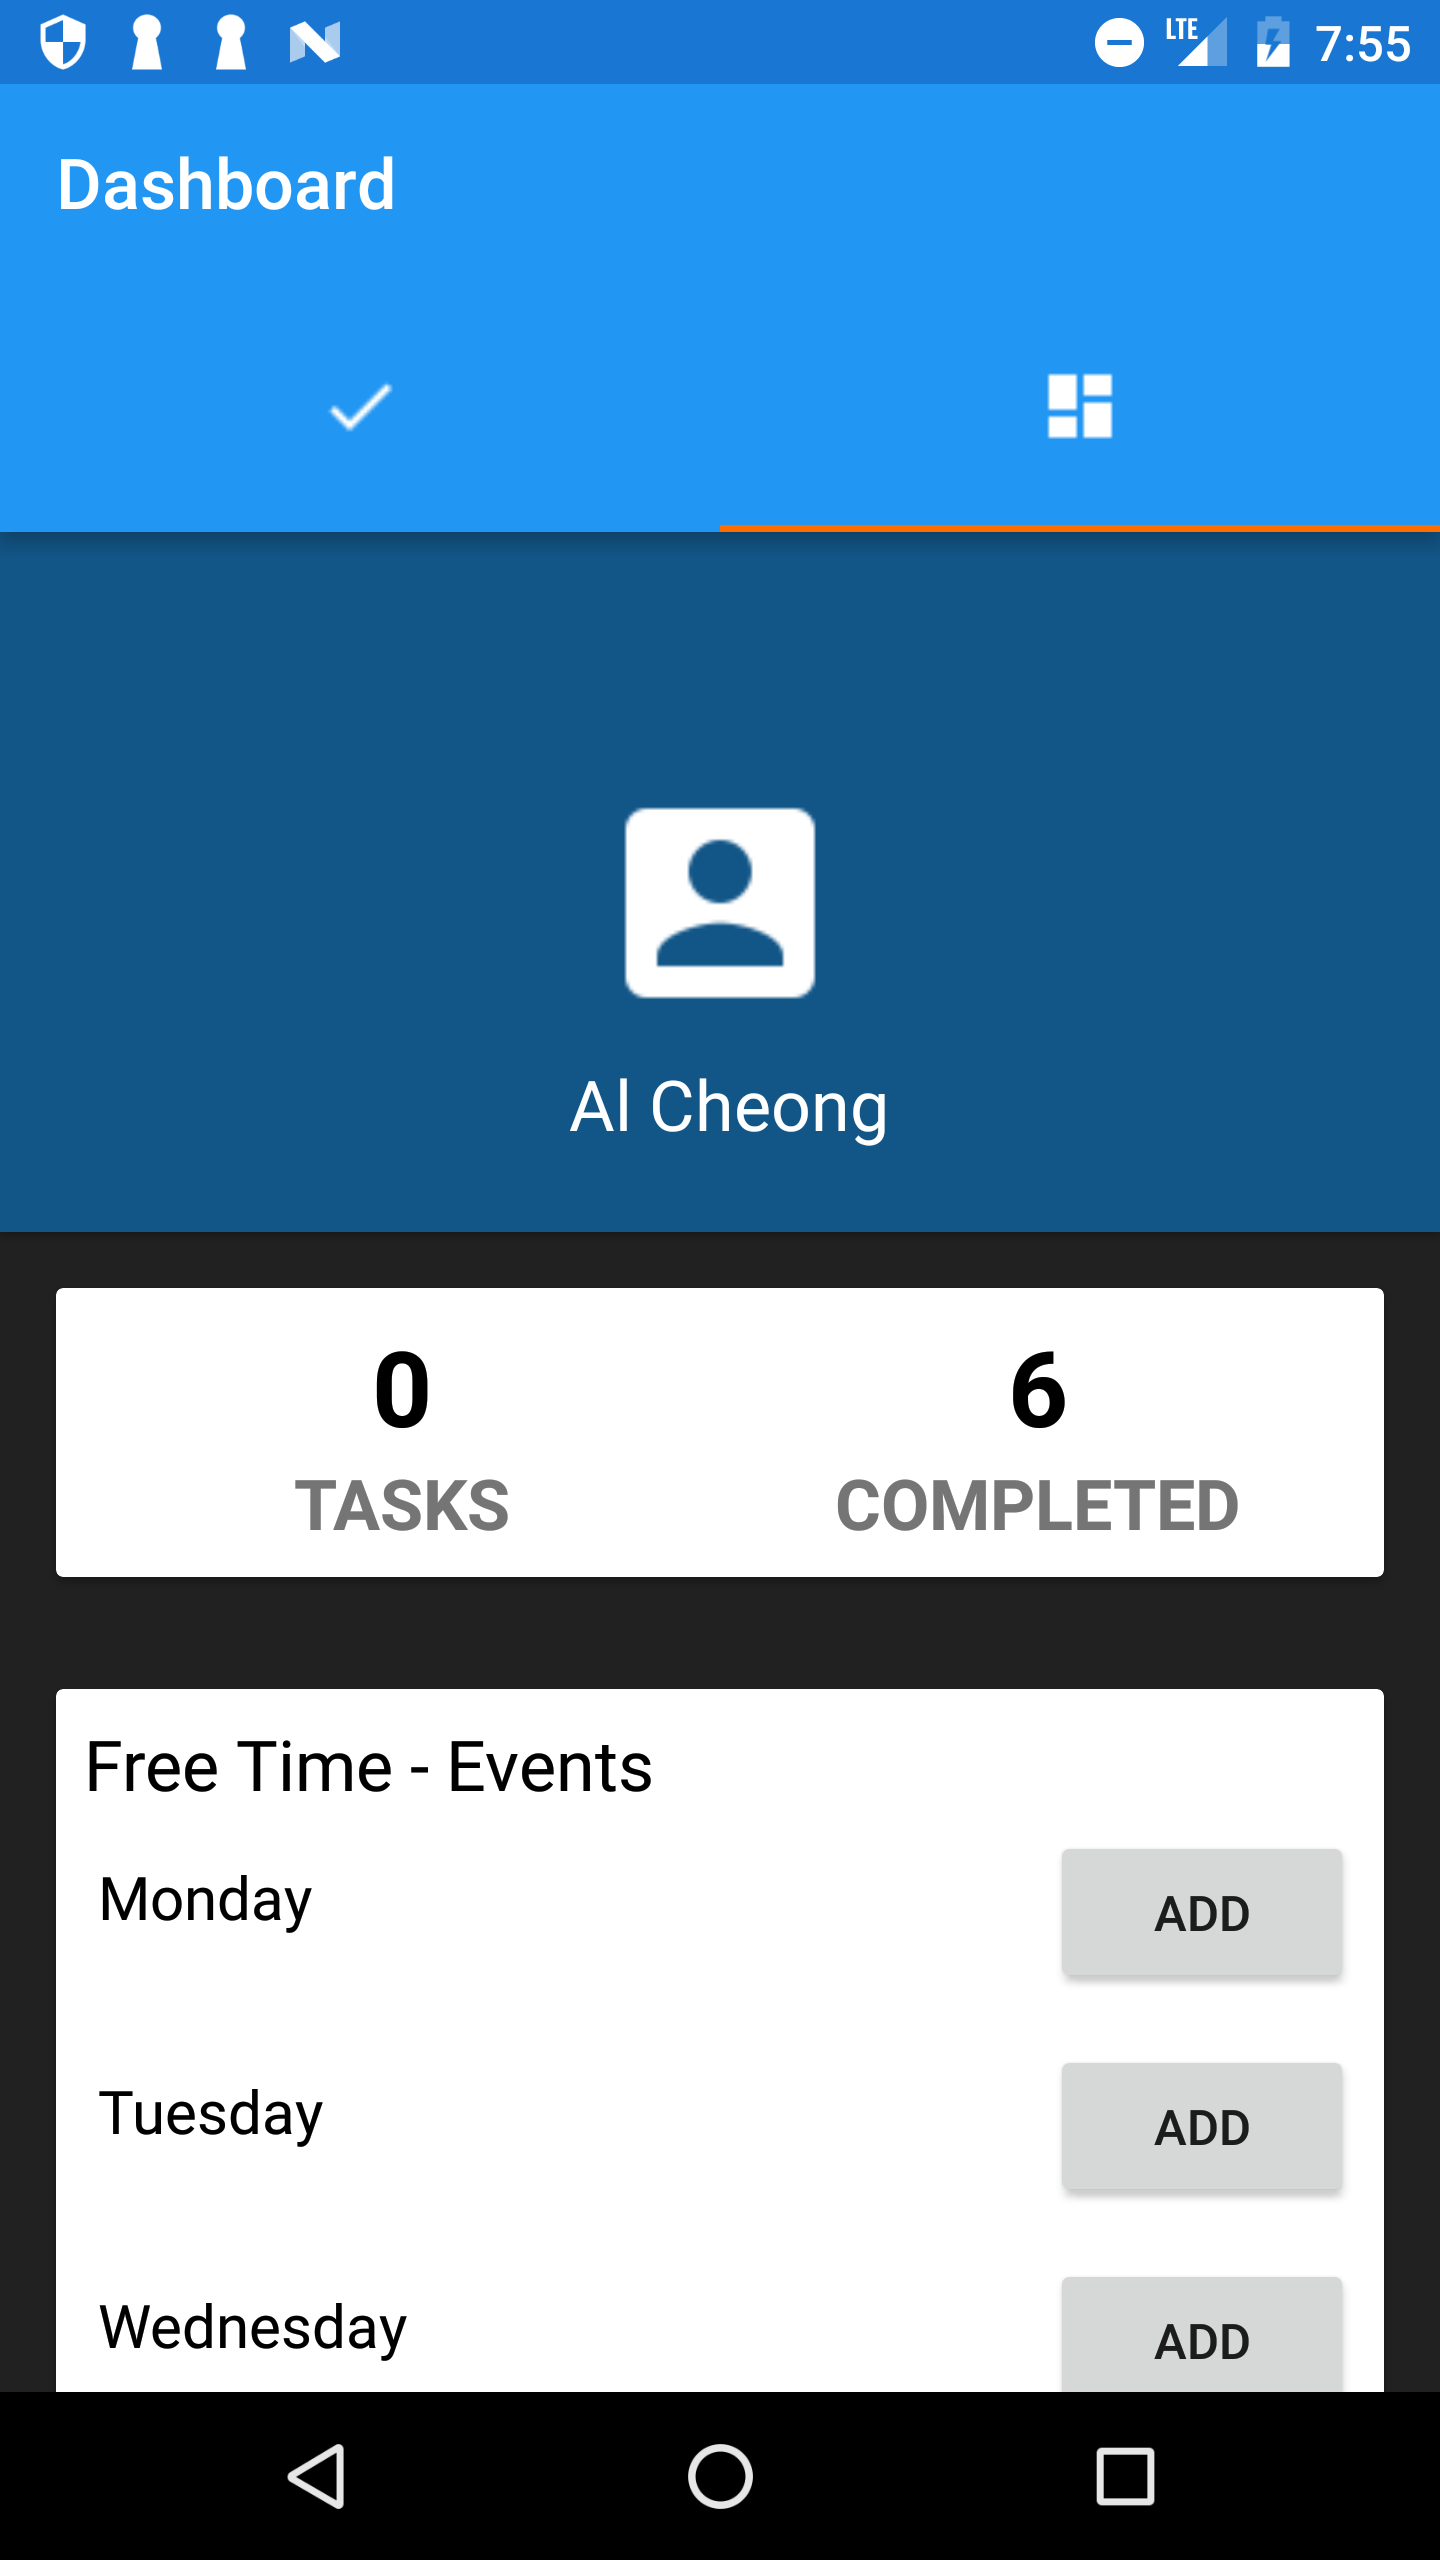 LTE 7:55
Dashboard
Al Cheong
0 6
TASKS COMPLETED
Free Time - Events
Monday ADD
Tuesday ADD
Wednesday ADD